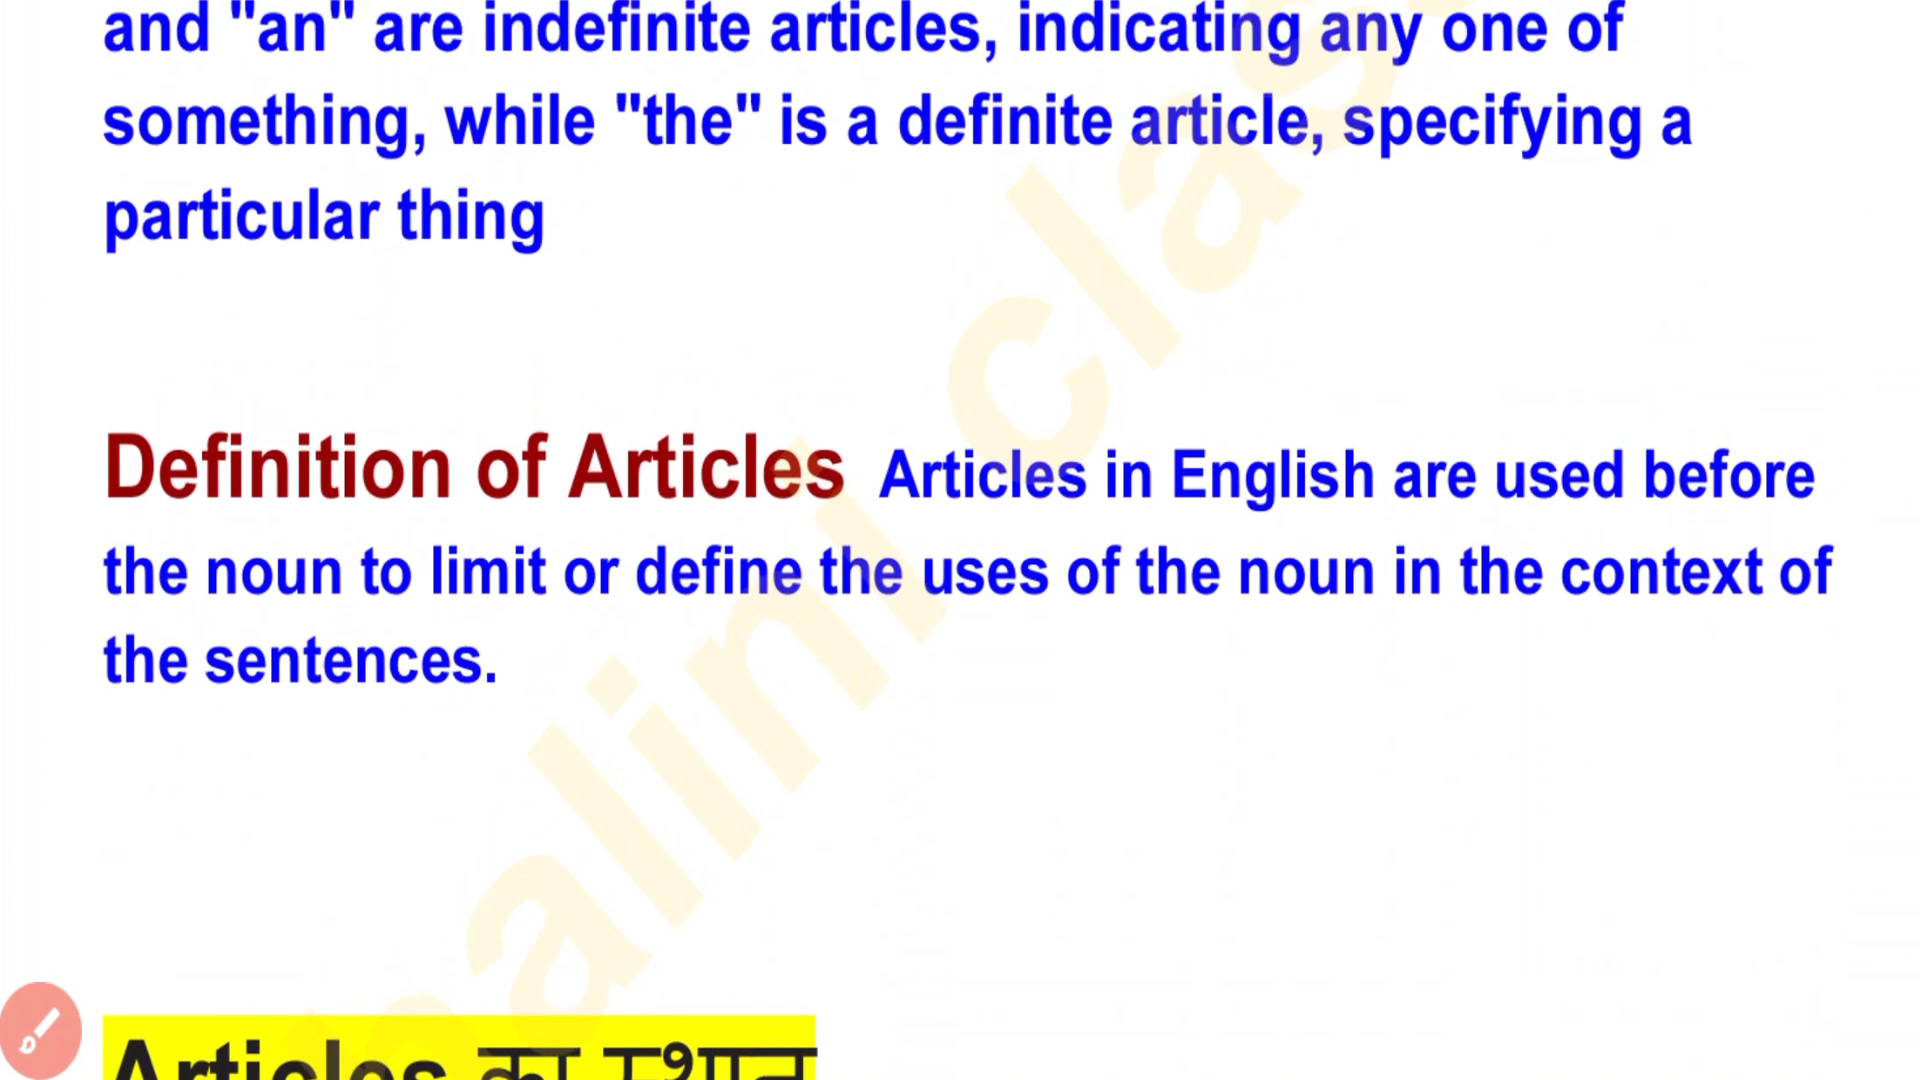 and "an" are indefinite articles, indicating any one of
something, while "the" is a definite article, specifying a
particular thing
Definition of Articles Articles in English are used before
the noun to limit or define the uses of the noun in the context of
the sentences.
Articles का स्थान